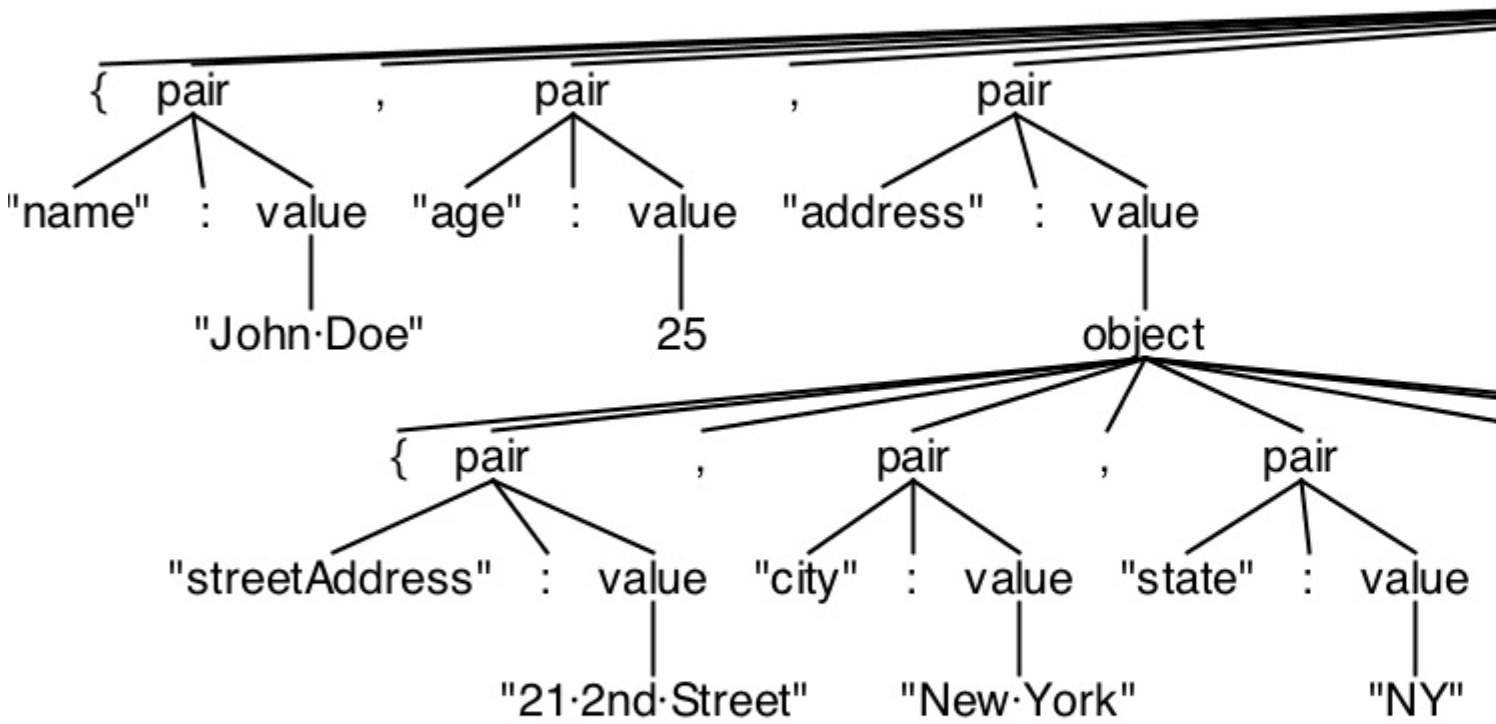 { pair , pair , pair
"name" : value "age" : value "address" : value
"John·Doe" 25 object
{ pair , pair , pair
"streetAddress" : value "city" : value "state" : value
"21·2nd·Street" "New·York" "NY"